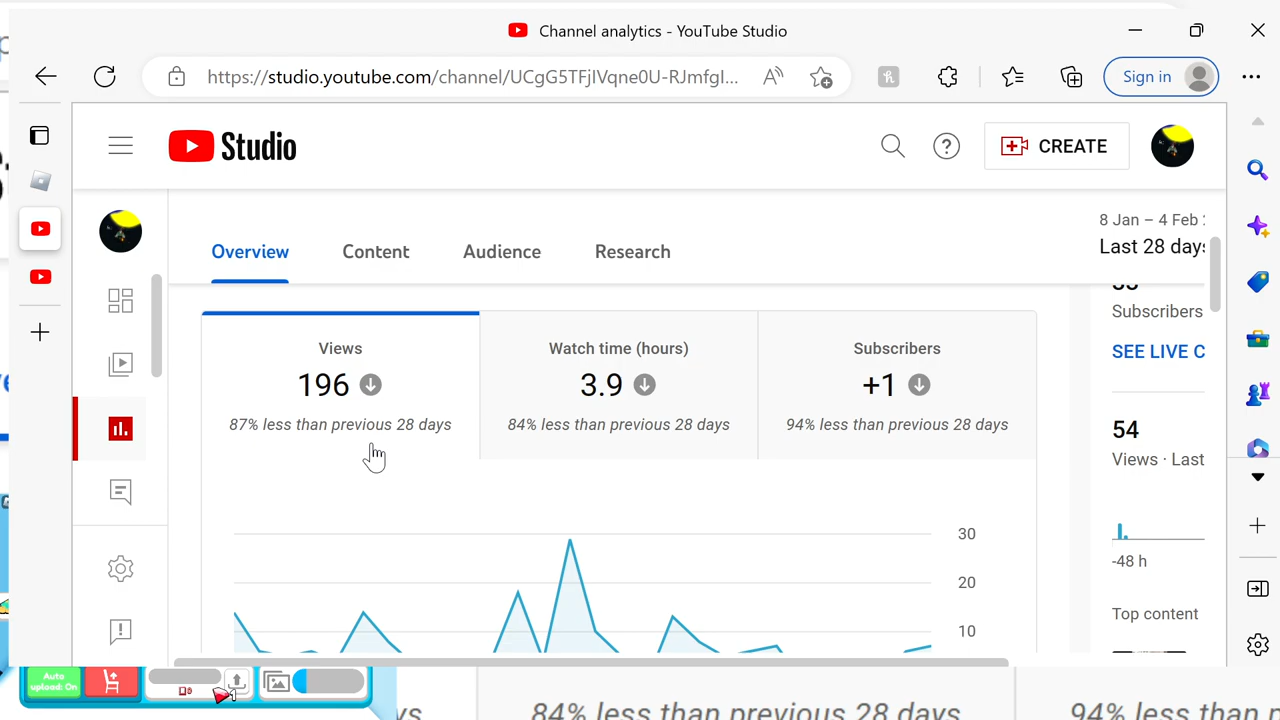 Channel analytics - YouTube Studio
https://studio.youtube.com/channel/UCgG5TFjIVqne0U-RJmfgI...
Sign in
Studio
CREATE
8 Jan – 4 Feb
Last 28 days
Overview Content Audience Research
Subscribers
SEE LIVE C
Views
196
87% less than previous 28 days
Watch time (hours)
3.9
84% less than previous 28 days
Subscribers
+1
94% less than previous 28 days
54
Views · Last
30
20
10
-48 h
Top content
Auto
upload: On
1
84% less than previous 28 days
94% less than p